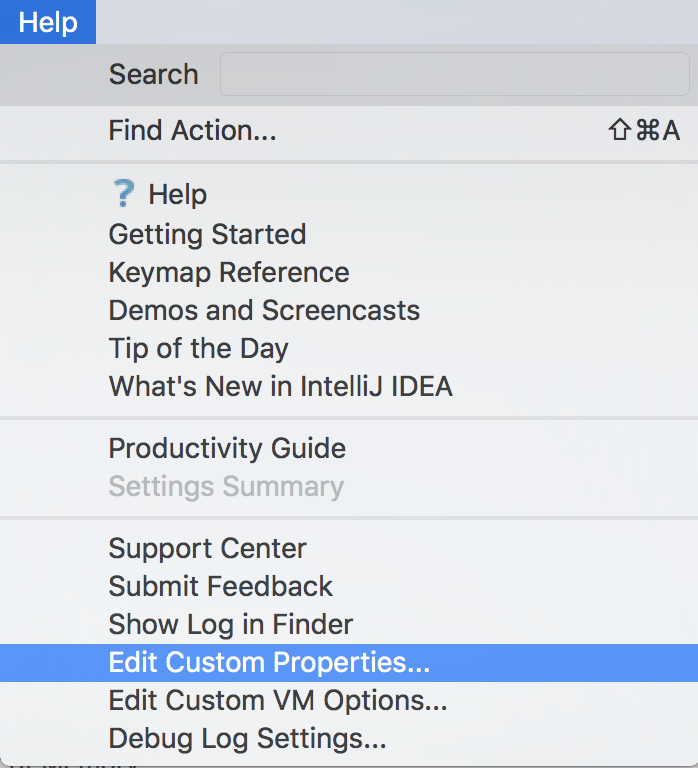 Help
Search
Find Action... ⇧⌘A
? Help
Getting Started
Keymap Reference
Demos and Screencasts
Tip of the Day
What's New in IntelliJ IDEA
Productivity Guide
Settings Summary
Support Center
Submit Feedback
Show Log in Finder
Edit Custom Properties...
Edit Custom VM Options...
Debug Log Settings...